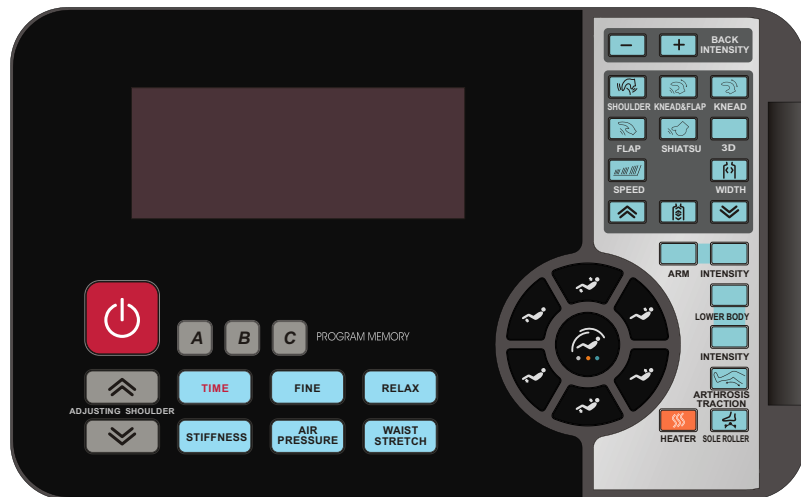 − + BACK
INTENSITY
SHOULDER KNEAD&FLAP KNEAD
FLAP SHIATSU 3D
SPEED WIDTH
ARM INTENSITY
LOWER BODY
INTENSITY
ARTHROSIS
TRACTION
HEATER SOLE ROLLER
A B C PROGRAM MEMORY
TIME FINE RELAX
ADJUSTING SHOULDER
STIFFNESS AIR
PRESSURE WAIST
STRETCH